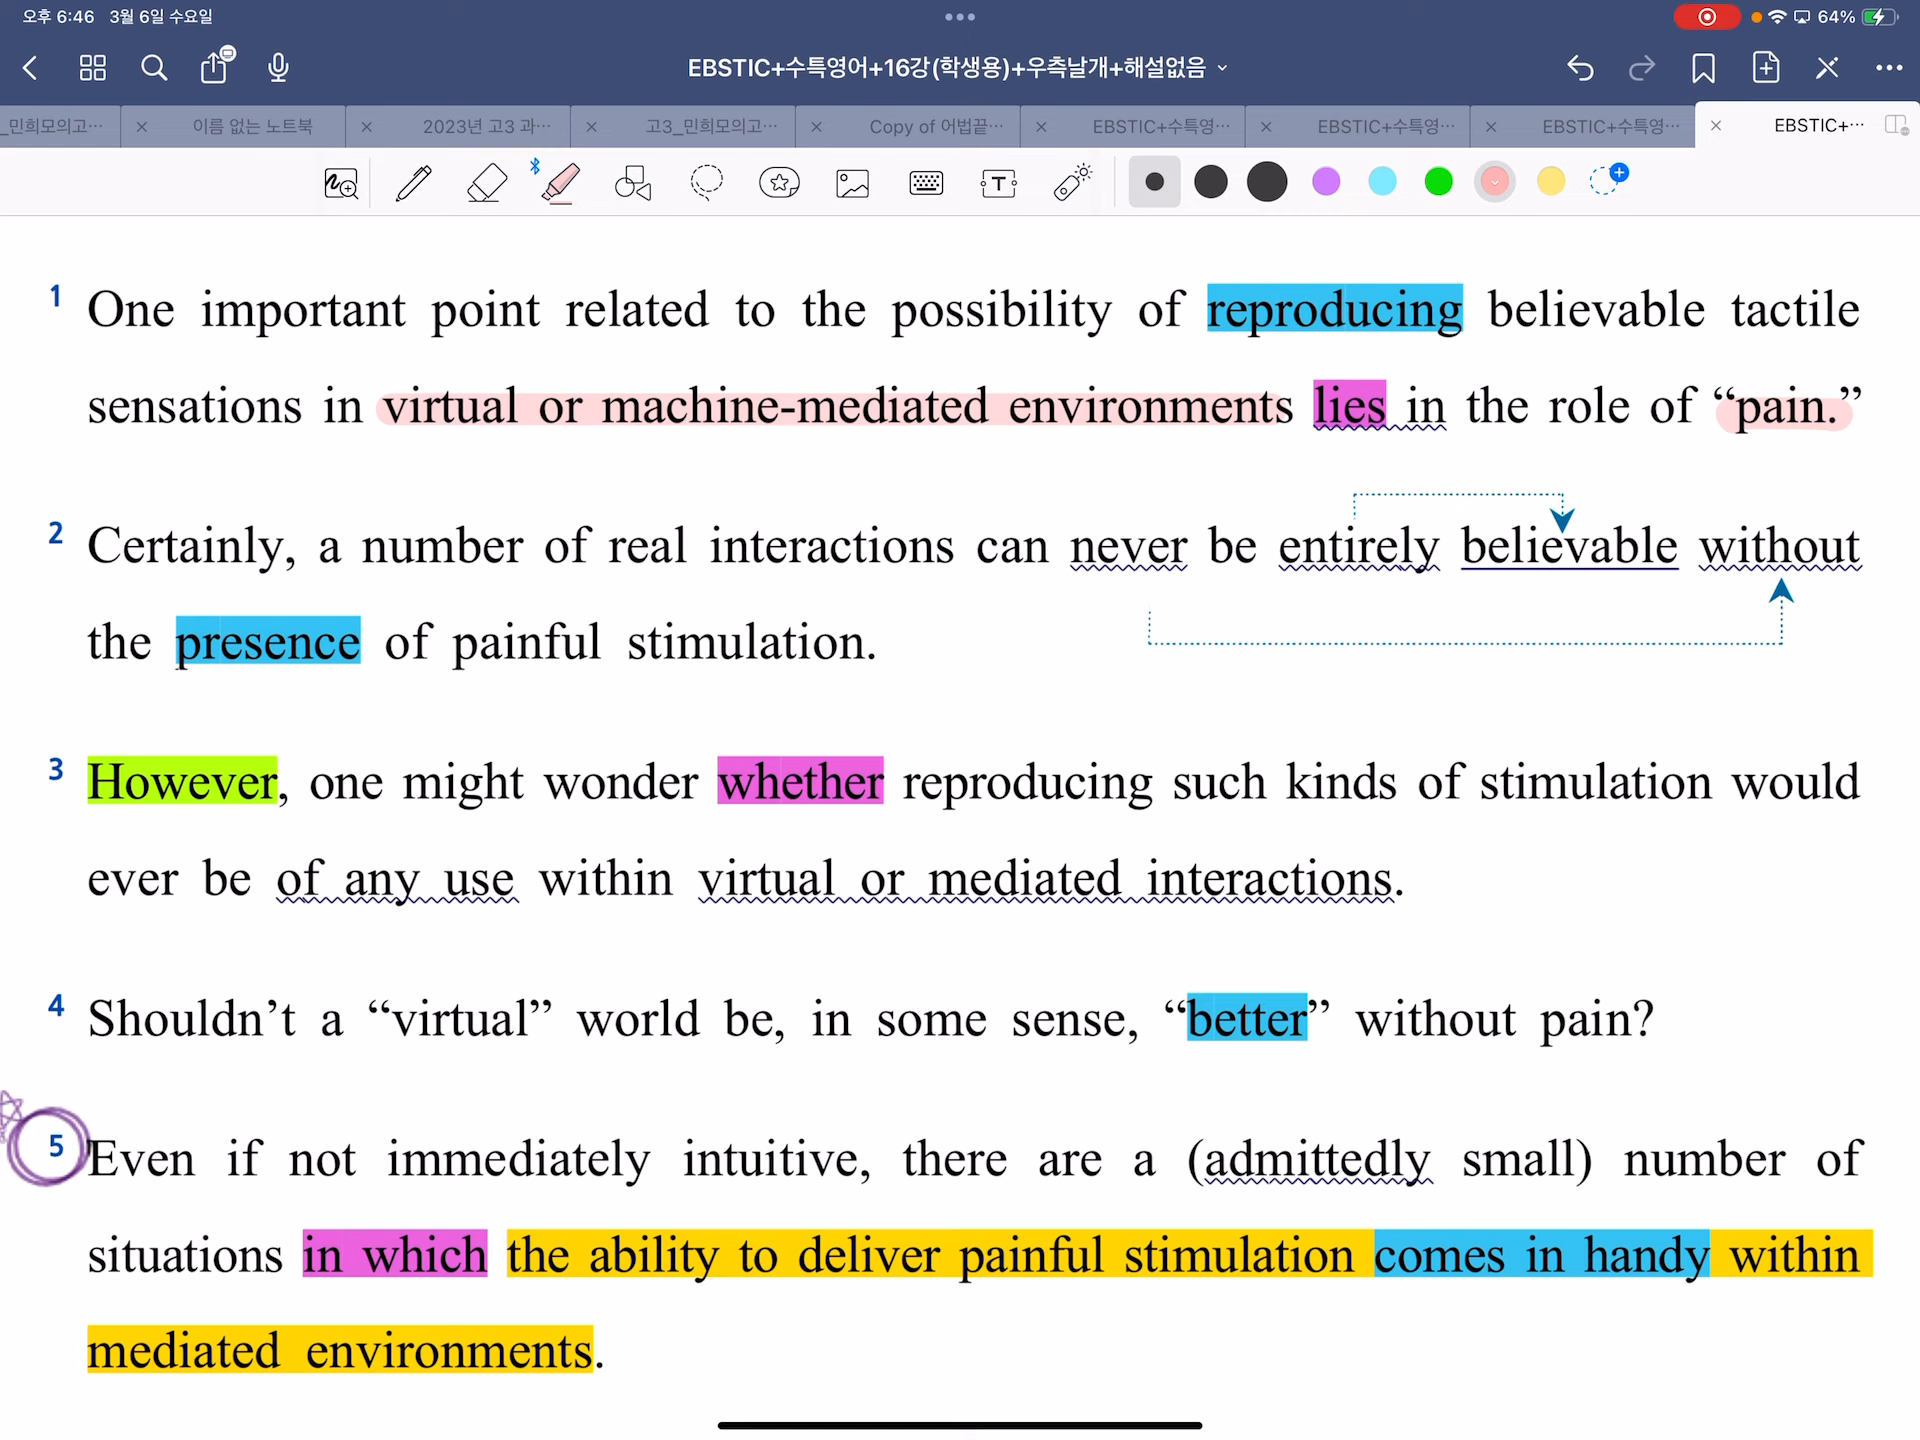 오후 6:46 3월 6일 수요일
64%
EBSTIC+수특영어+16강(학생용)+우측날개+해설없음
_민희모의고···
이름 없는 노트북
2023년 고3 과···
고3_민희모의고···
Copy of 어법끝···
EBSTIC+수특영···
EBSTIC+수특영···
EBSTIC+수특영···
EBSTIC+···
1 One important point related to the possibility of reproducing believable tactile
sensations in virtual or machine-mediated environments lies in the role of “pain.”
2 Certainly, a number of real interactions can never be entirely believable without
the presence of painful stimulation.
3 However, one might wonder whether reproducing such kinds of stimulation would
ever be of any use within virtual or mediated interactions.
4 Shouldn’t a “virtual” world be, in some sense, “better” without pain?
5 Even if not immediately intuitive, there are a (admittedly small) number of
situations in which the ability to deliver painful stimulation comes in handy within
mediated environments.